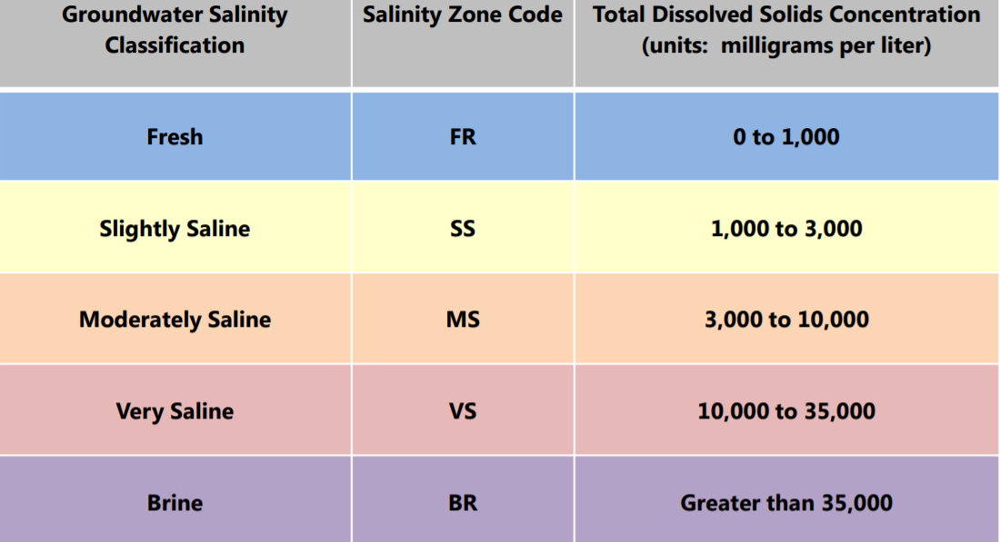 Groundwater Salinity Classification
Salinity Zone Code
Total Dissolved Solids Concentration
(units:  milligrams per liter)
Fresh
FR
0 to 1,000
Slightly Saline
SS
1,000 to 3,000
Moderately Saline
MS
3,000 to 10,000
Very Saline
VS
10,000 to 35,000
Brine
BR
Greater than 35,000